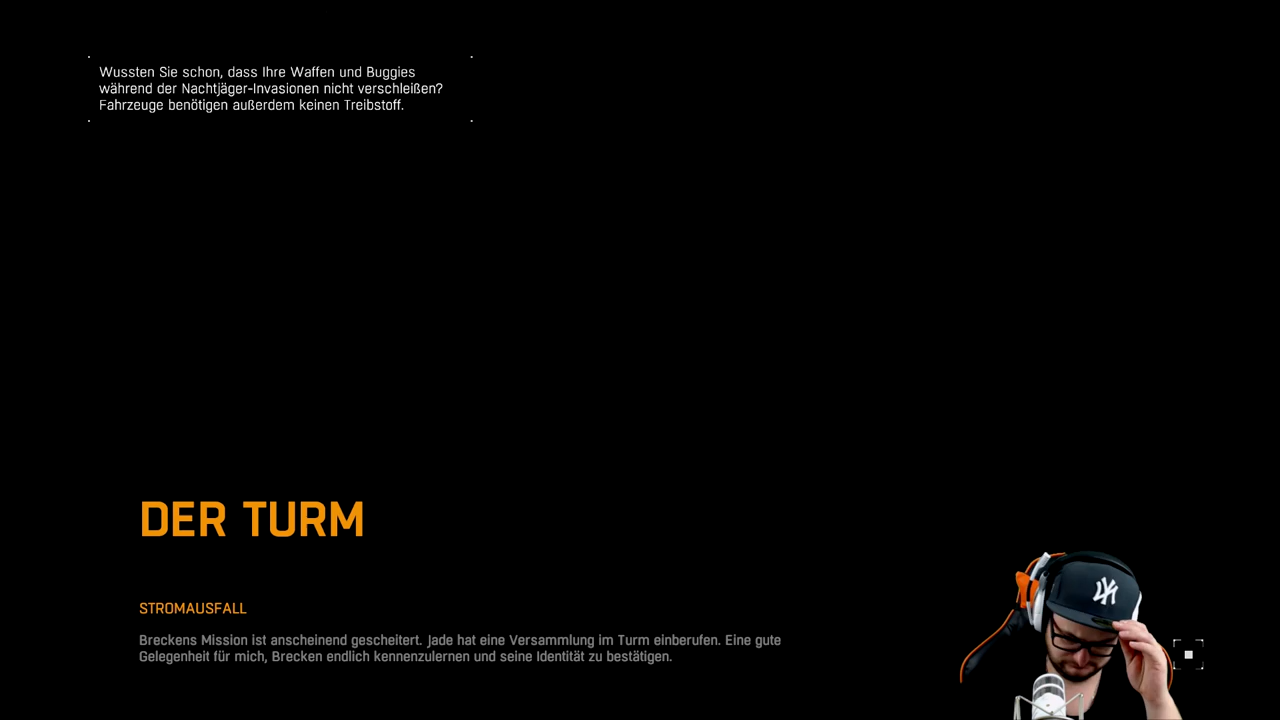 Wussten Sie schon, dass Ihre Waffen und Buggies
während der Nachtjäger-Invasionen nicht verschleißen?
Fahrzeuge benötigen außerdem keinen Treibstoff.
DER TURM
STROMAUSFALL
Breckens Mission ist anscheinend gescheitert. Jade hat eine Versammlung im Turm einberufen. Eine gute
Gelegenheit für mich, Brecken endlich kennenzulernen und seine Identität zu bestätigen.